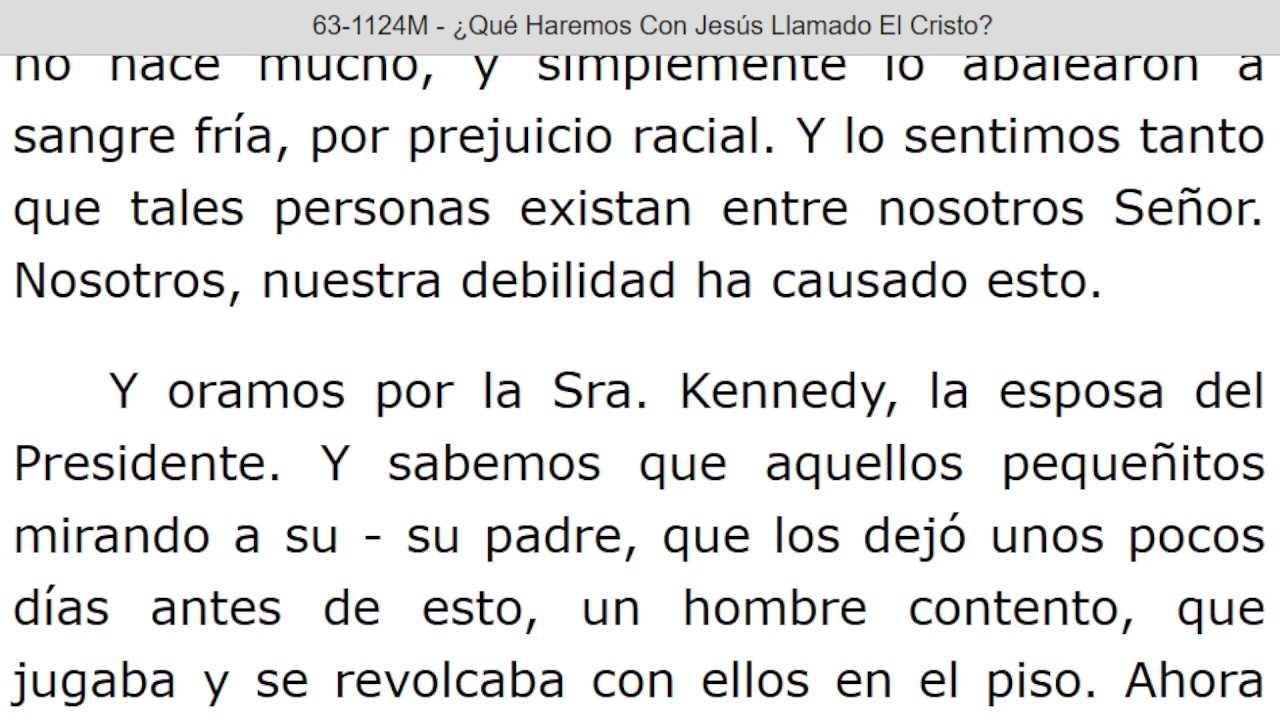 63-1124M - ¿Qué Haremos Con Jesús Llamado El Cristo?
no hace mucho, y simplemente lo abalearon a
sangre fría, por prejuicio racial. Y lo sentimos tanto
que tales personas existan entre nosotros Señor.
Nosotros, nuestra debilidad ha causado esto.
Y oramos por la Sra. Kennedy, la esposa del
Presidente. Y sabemos que aquellos pequeñitos
mirando a su - su padre, que los dejó unos pocos
días antes de esto, un hombre contento, que
jugaba y se revolcaba con ellos en el piso. Ahora